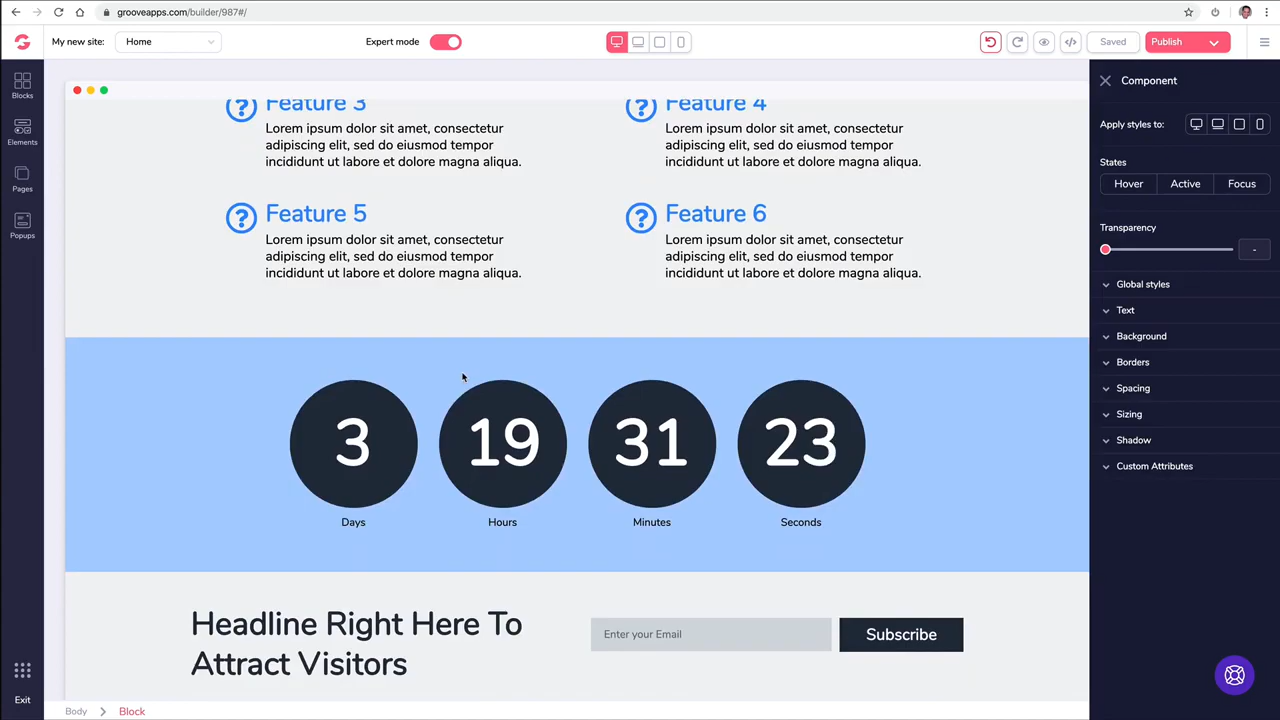 grooveapps.com/builder/987#/
My new site:
Home
Expert mode
Saved
Publish
Blocks
Elements
Pages
Popups
Exit
Feature 3
Lorem ipsum dolor sit amet, consectetur
adipiscing elit, sed do eiusmod tempor
incididunt ut labore et dolore magna aliqua.
Feature 4
Lorem ipsum dolor sit amet, consectetur
adipiscing elit, sed do eiusmod tempor
incididunt ut labore et dolore magna aliqua.
Feature 5
Lorem ipsum dolor sit amet, consectetur
adipiscing elit, sed do eiusmod tempor
incididunt ut labore et dolore magna aliqua.
Feature 6
Lorem ipsum dolor sit amet, consectetur
adipiscing elit, sed do eiusmod tempor
incididunt ut labore et dolore magna aliqua.
3
Days
19
Hours
31
Minutes
23
Seconds
Headline Right Here To
Attract Visitors
Enter your Email
Subscribe
Body
Block
Component
Apply styles to:
States
Hover
Active
Focus
Transparency
-
Global styles
Text
Background
Borders
Spacing
Sizing
Shadow
Custom Attributes